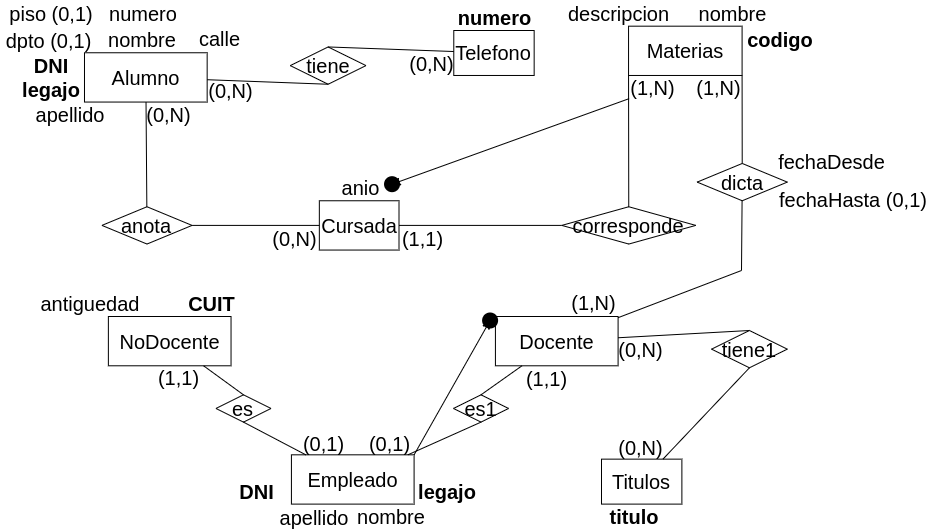 piso (0,1) numero
dpto (0,1) nombre calle
DNI
legajo
Alumno
apellido
(0,N)
(0,N)
tiene
numero
Telefono
(0,N)
descripcion nombre
Materias
codigo
(1,N) (1,N)
anio
Cursada
(0,N)
(1,1)
anota
corresponde
dicta
fechaDesde
fechaHasta (0,1)
antiguedad CUIT
NoDocente
(1,1)
(1,N)
Docente
(0,N)
(1,1)
tiene1
es
es1
(0,1) (0,1)
Empleado
DNI
legajo
apellido nombre
(0,N)
Titulos
titulo